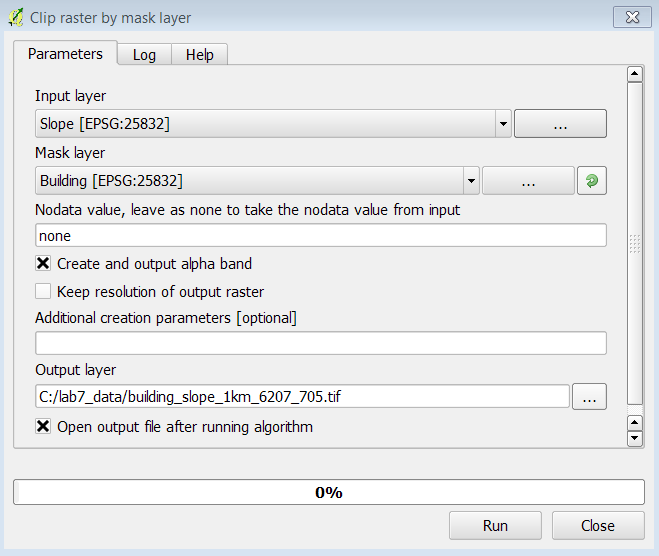 Clip raster by mask layer
Parameters Log Help
Input layer
Slope [EPSG:25832] ...
Mask layer
Building [EPSG:25832] ...
Nodata value, leave as none to take the nodata value from input
none
Create and output alpha band
Keep resolution of output raster
Additional creation parameters [optional]
Output layer
C:/lab7_data/building_slope_1km_6207_705.tif ...
Open output file after running algorithm
0%
Run Close